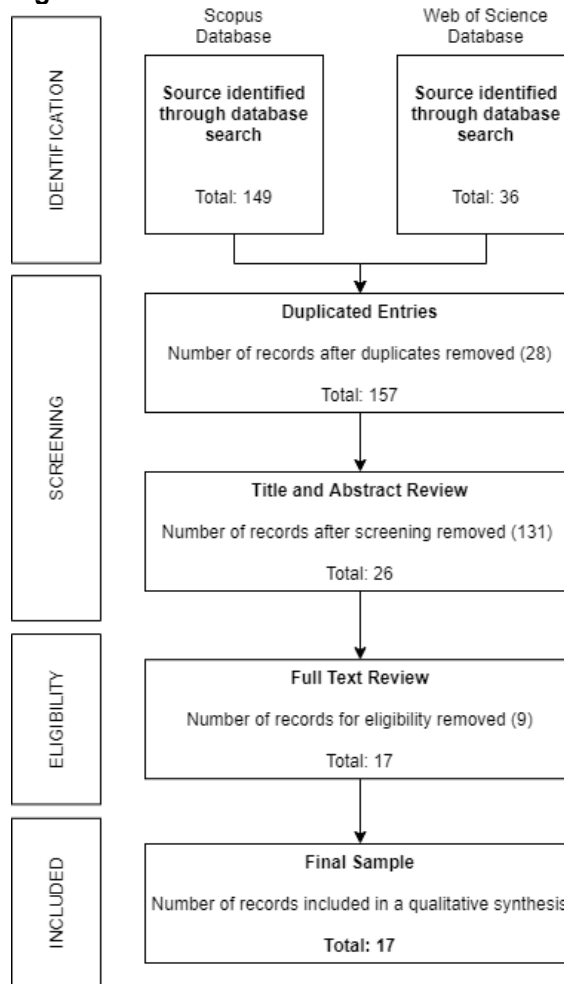 Scopus
Database
Web of Science
Database
IDENTIFICATION
Source identified
through database
search
Total: 149
Source identified
through database
search
Total: 36
SCREENING
Duplicated Entries
Number of records after duplicates removed (28)
Total: 157
Title and Abstract Review
Number of records after screening removed (131)
Total: 26
ELIGIBILITY
Full Text Review
Number of records for eligibility removed (9)
Total: 17
INCLUDED
Final Sample
Number of records included in a qualitative synthesis
Total: 17